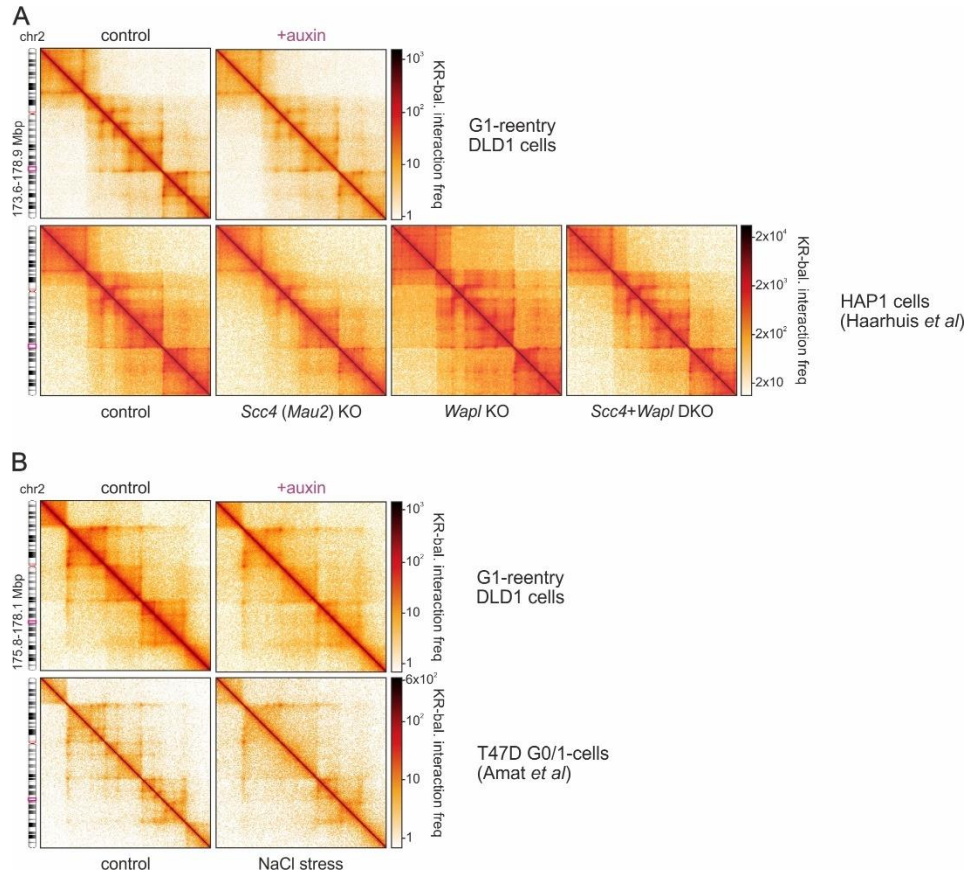 A
chr2
control
+auxin
173.6-178.9 Mbp
10³
10²
10
1
KR-bal. interaction freq
G1-reentry
DLD1 cells
2x10⁴
2x10³
2x10²
2x10
KR-bal. interaction freq
HAP1 cells
(Haarhuis et al)
control
Scc4 (Mau2) KO
Wapl KO
Scc4+Wapl DKO
B
chr2
control
+auxin
175.8-178.1 Mbp
10³
10²
10
1
KR-bal. interaction freq
G1-reentry
DLD1 cells
6x10²
10²
10
1
KR-bal. interaction freq
T47D G0/1-cells
(Amat et al)
control
NaCl stress